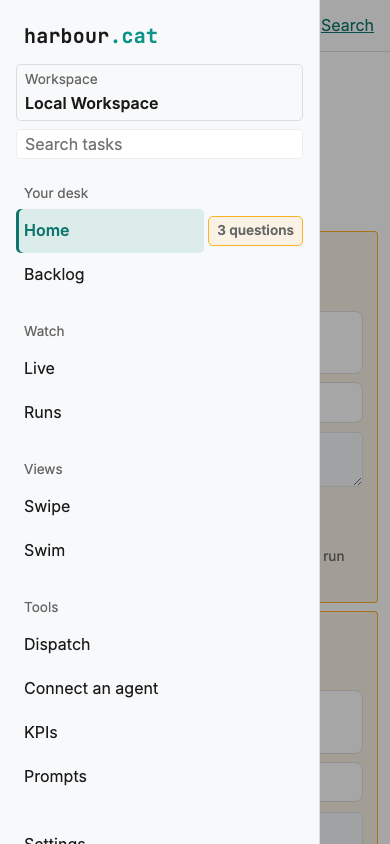 harbour.cat
Search
Workspace
Local Workspace
Search tasks
Your desk
Home
3 questions
Backlog
Watch
Live
Runs
Views
Swipe
Swim
run
Tools
Dispatch
Connect an agent
KPIs
Prompts
Settings